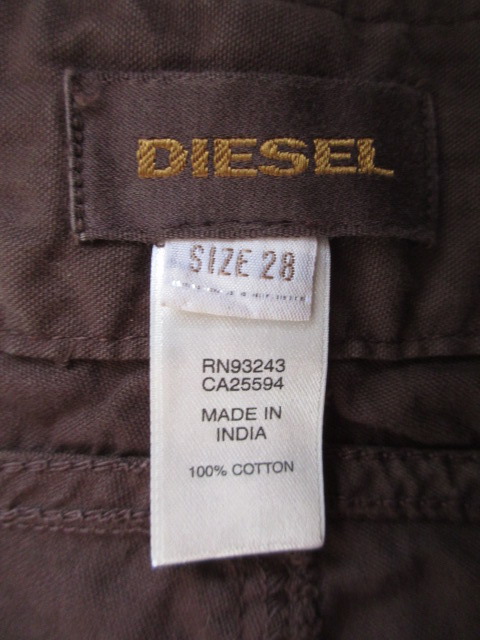 DIESEL
SIZE 28
RN93243
CA25594
MADE IN
INDIA
100% COTTON